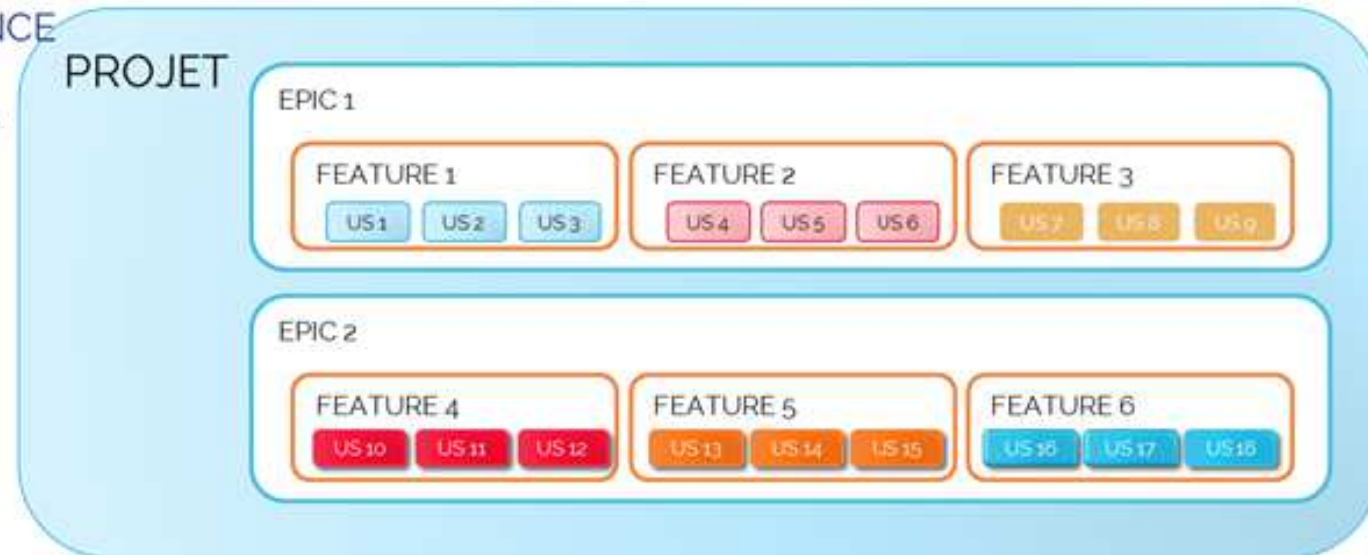 NCE
PROJET
EPIC 1
FEATURE 1 FEATURE 2 FEATURE 3
US 1 US 2 US 3 US 4 US 5 US 6 US 7 US 8 US 9
EPIC 2
FEATURE 4 FEATURE 5 FEATURE 6
US 10 US 11 US 12 US 13 US 14 US 15 US 16 US 17 US 18